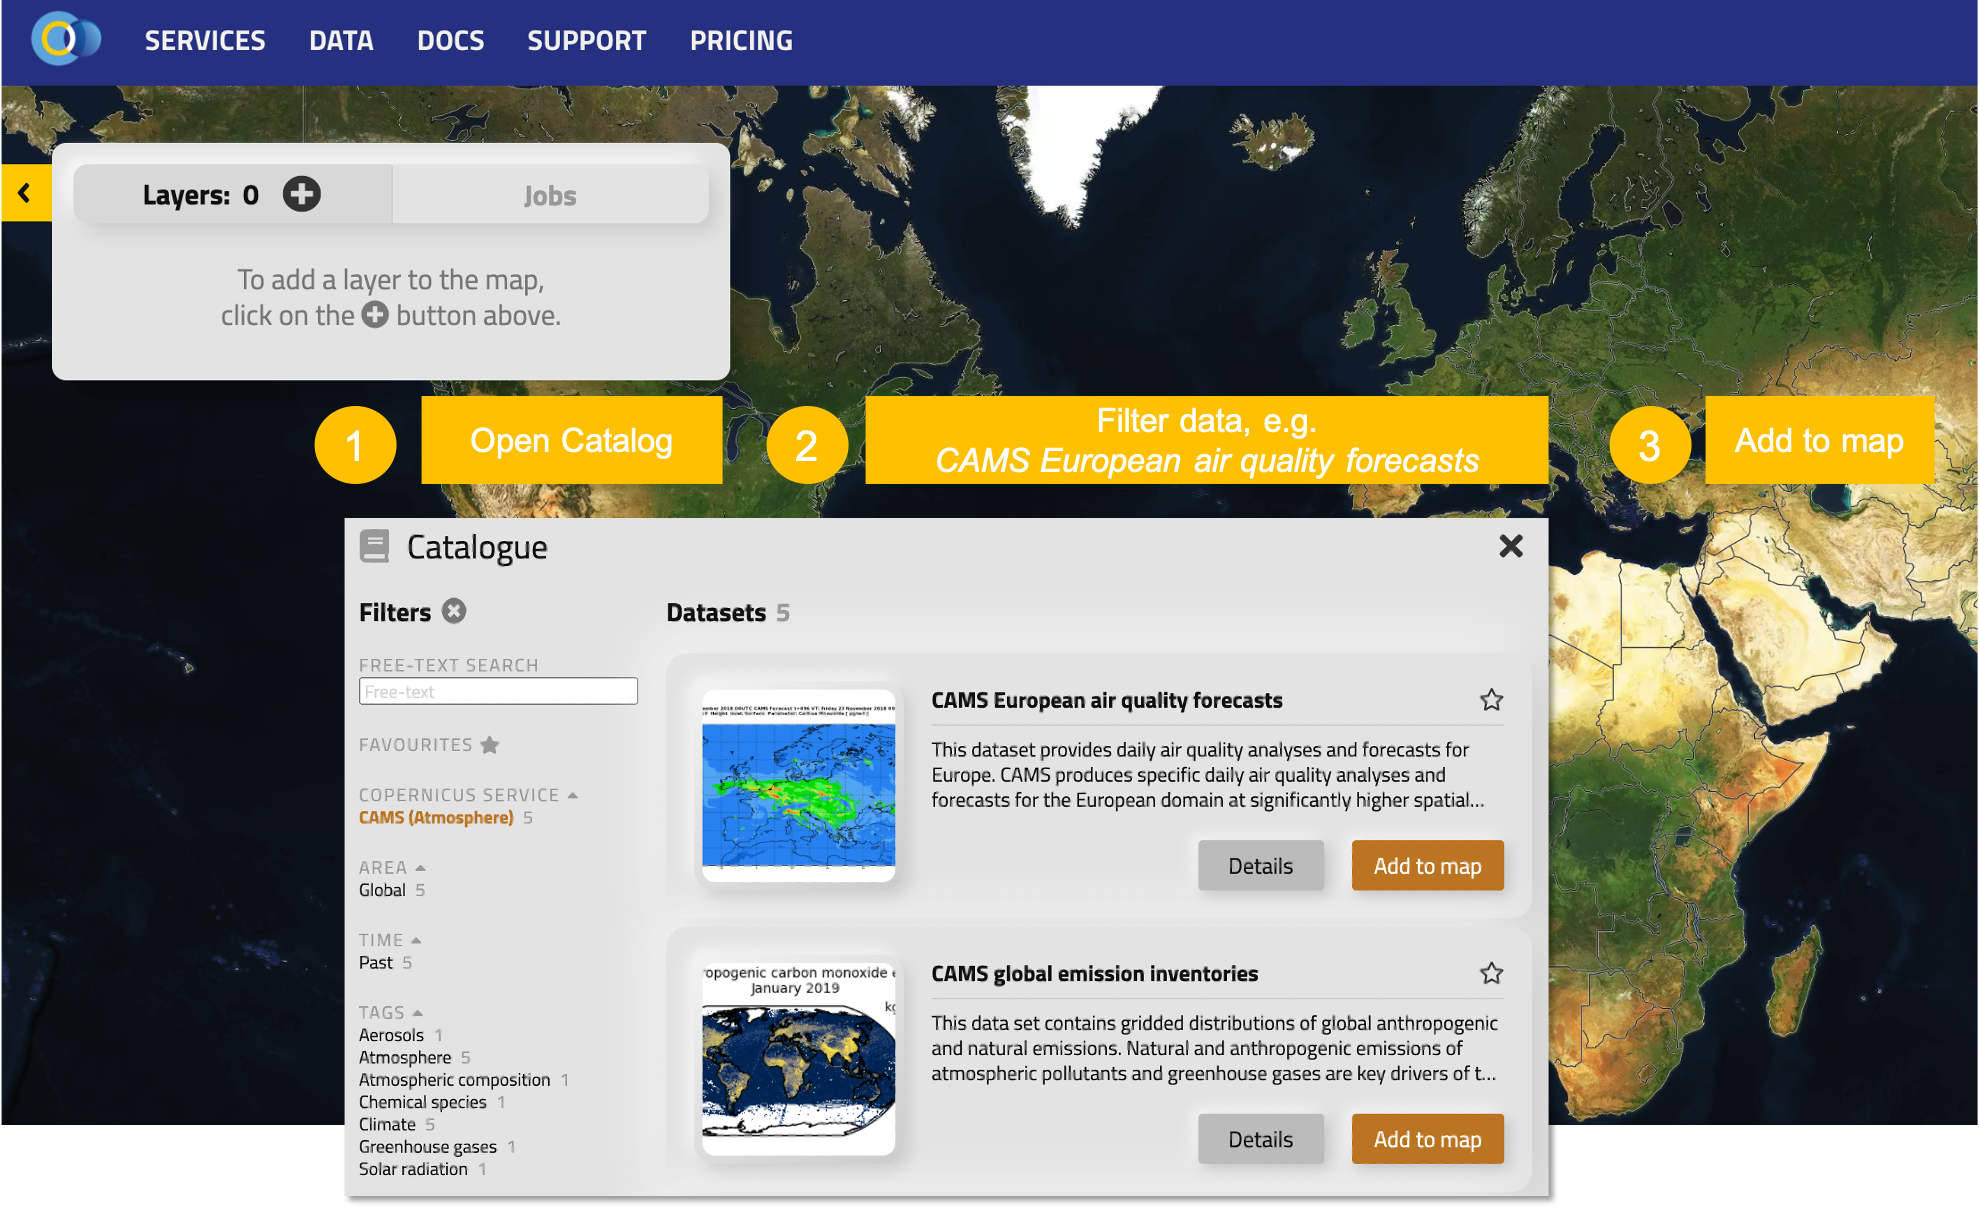 SERVICES DATA DOCS SUPPORT PRICING
Layers: 0 Jobs
To add a layer to the map,
click on the button above.
1 Open Catalog 2 Filter data, e.g.
CAMS European air quality forecasts
3 Add to map
Catalogue
Filters
FREE-TEXT SEARCH
Free-text
FAVOURITES
COPERNICUS SERVICE
CAMS (Atmosphere) 5
AREA
Global 5
TIME
Past 5
TAGS
Aerosols 1
Atmosphere 5
Atmospheric composition 1
Chemical species 1
Climate 5
Greenhouse gases 1
Solar radiation 1
Datasets 5
CAMS European air quality forecasts
This dataset provides daily air quality analyses and forecasts for
Europe. CAMS produces specific daily air quality analyses and
forecasts for the European domain at significantly higher spatial...
Details Add to map
opogenic carbon monoxide e
January 2019
kg
CAMS global emission inventories
This data set contains gridded distributions of global anthropogenic
and natural emissions. Natural and anthropogenic emissions of
atmospheric pollutants and greenhouse gases are key drivers of t...
Details Add to map